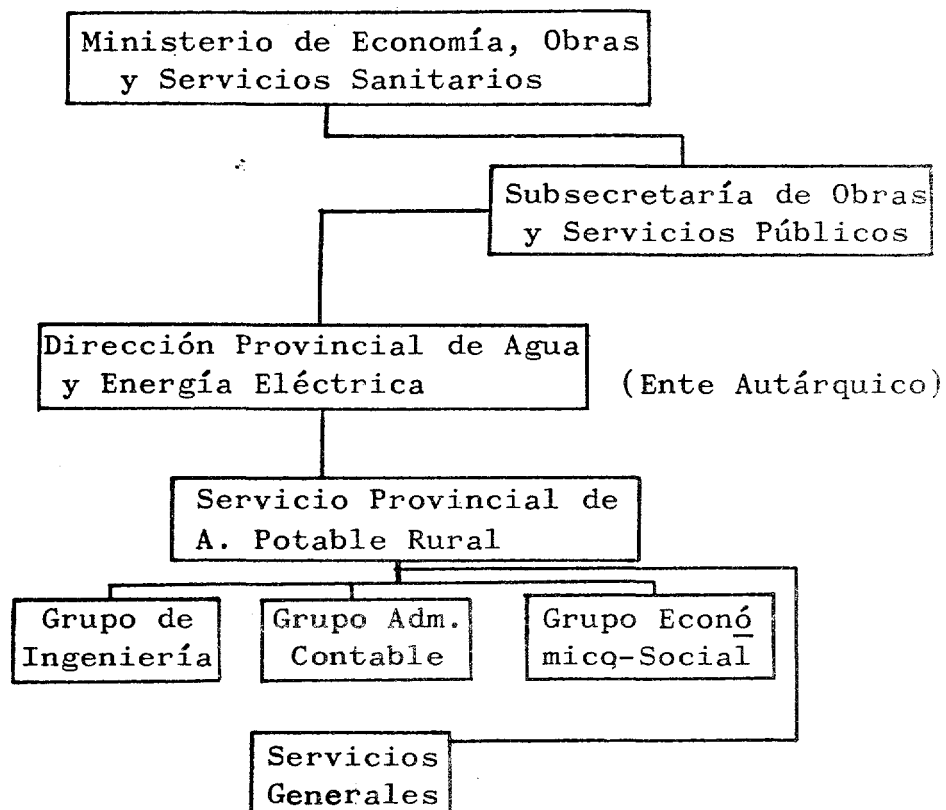 Ministerio de Economía, Obras
y Servicios Sanitarios
Subsecretaría de Obras
y Servicios Públicos
Dirección Provincial de Agua
y Energía Eléctrica
(Ente Autárquico)
Servicio Provincial de
A. Potable Rural
Grupo de
Ingeniería
Grupo Adm.
Contable
Grupo Econó
mico-Social
Servicios
Generales